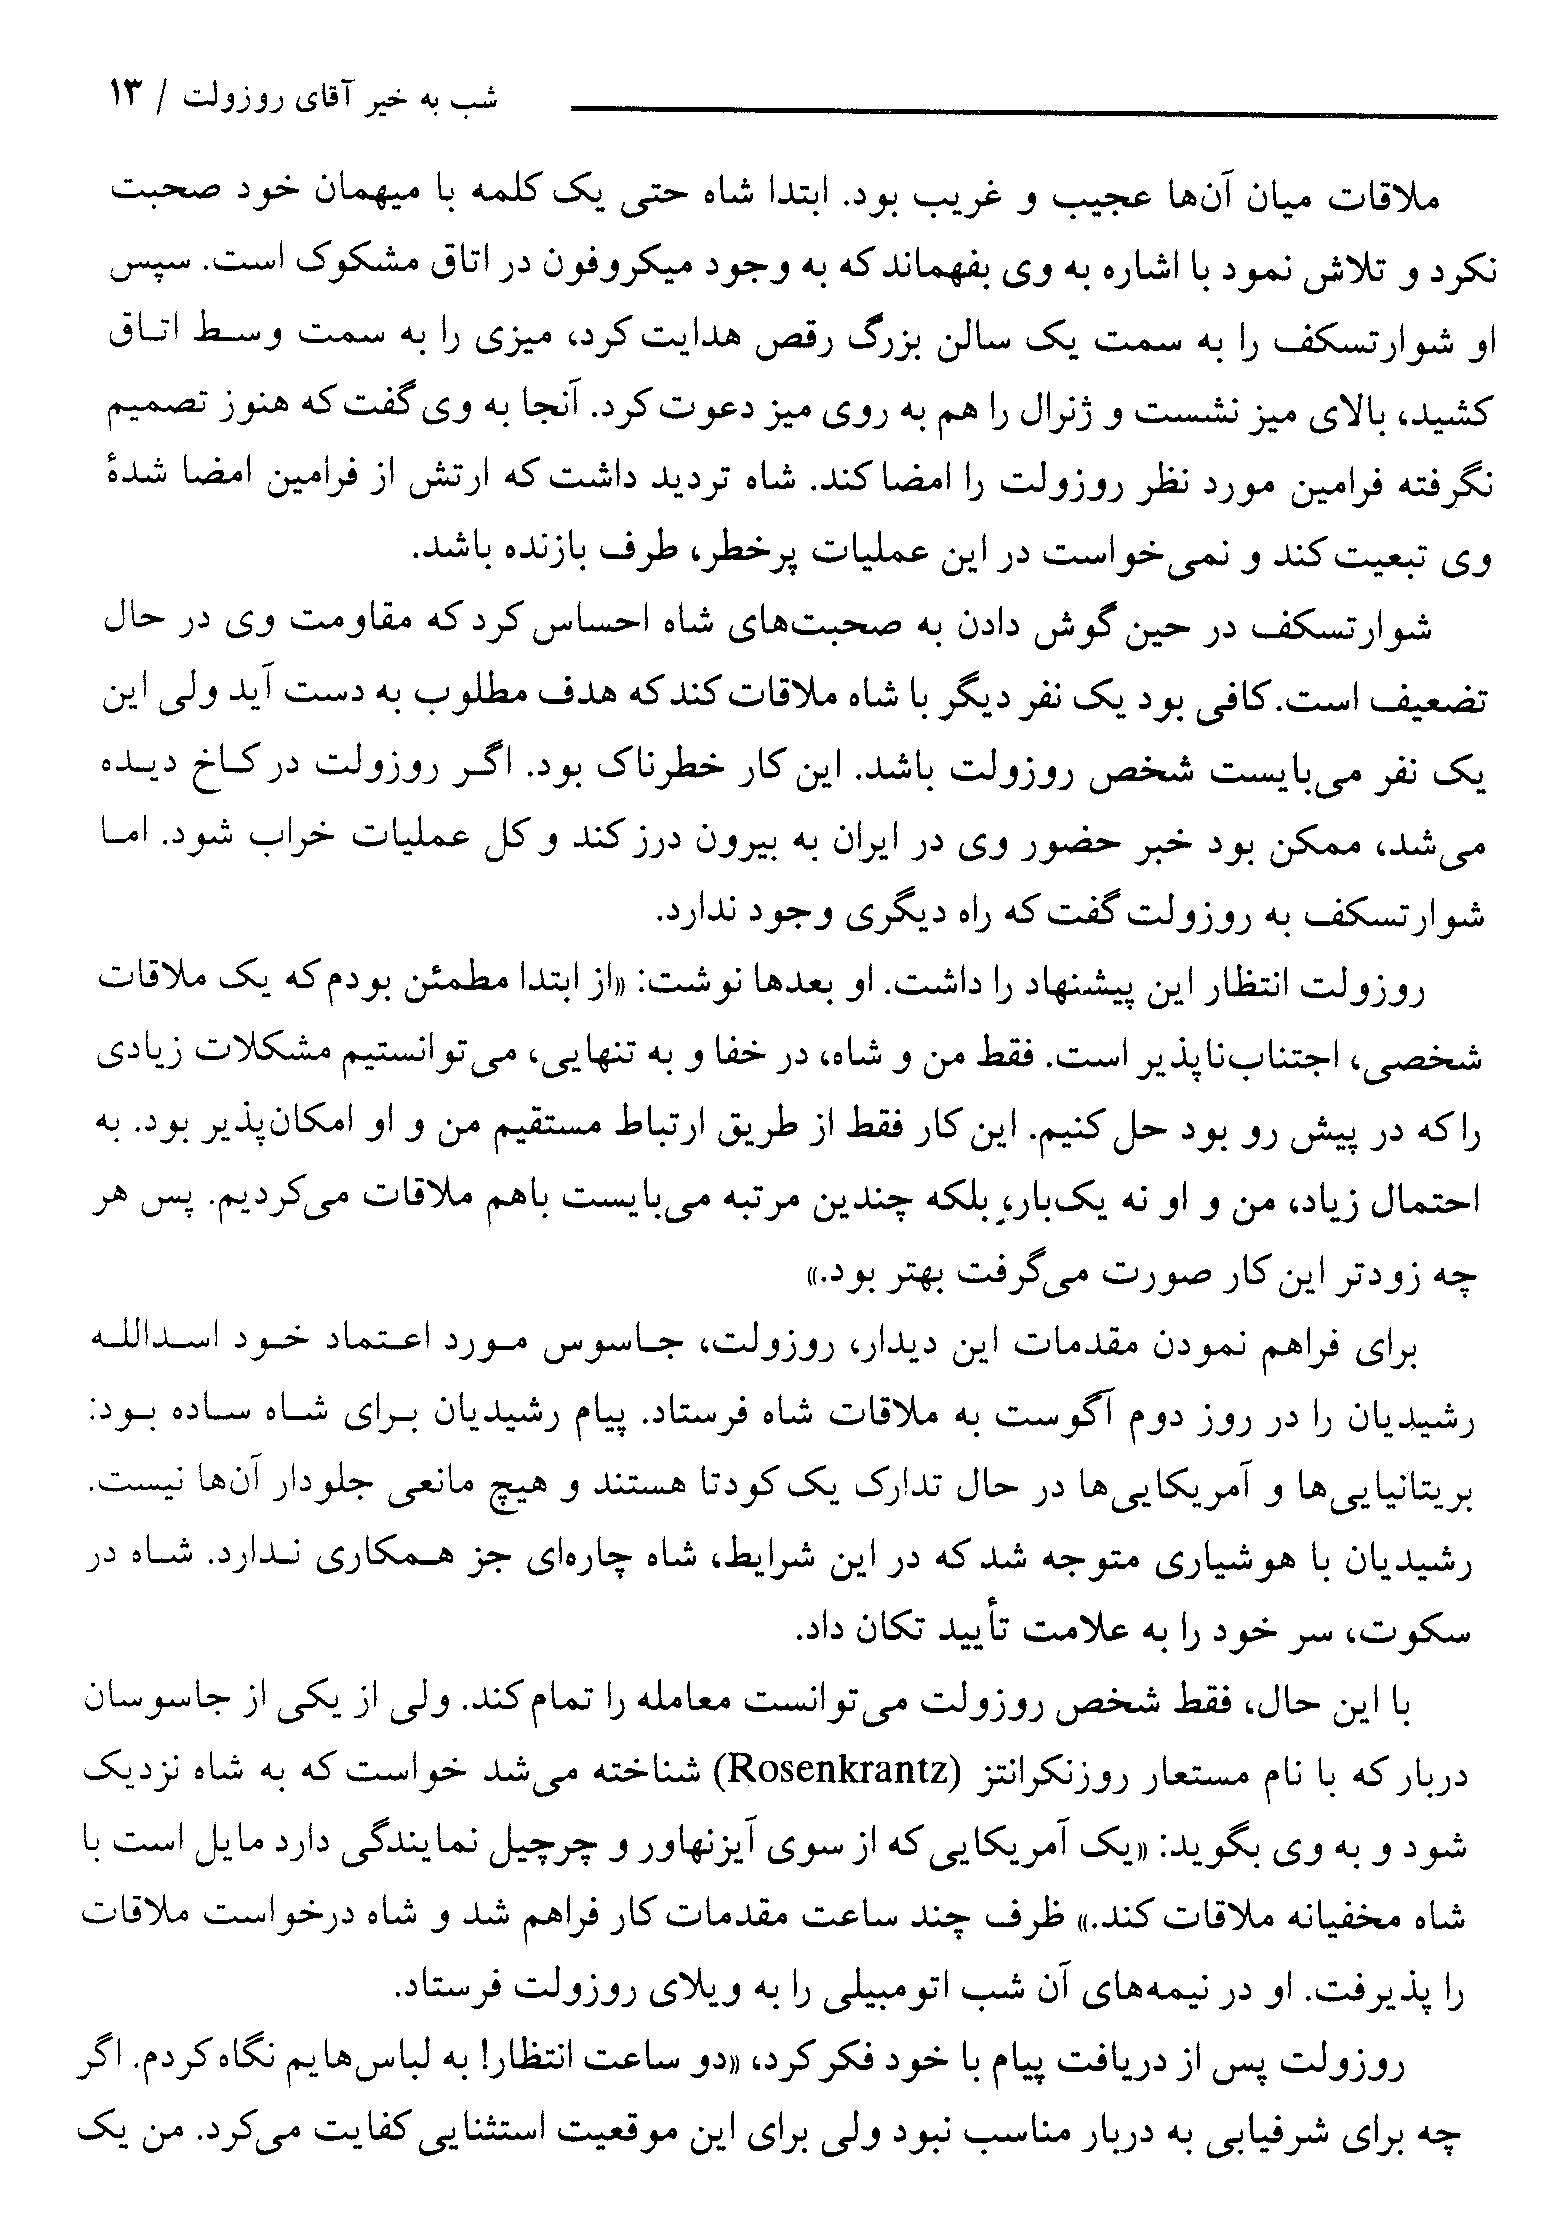 شب به خیر آقای روزولت / ۱۳
ملاقات میان آن‌ها عجیب و غریب بود. ابتدا شاه حتی یک کلمه با میهمان خود صحبت
نکرد و تلاش نمود با اشاره به وی بفهماند که به وجود میکروفون در اتاق مشکوک است. سپس
او شوارتسکف را به سمت یک سالن بزرگ رقص هدایت کرد، میزی را به سمت وسط اتاق
کشید، بالای میز نشست و ژنرال را هم به روی میز دعوت کرد. آنجا به وی گفت که هنوز تصمیم
نگرفته فرامین مورد نظر روزولت را امضا کند. شاه تردید داشت که ارتش از فرامین امضا شدهٔ
وی تبعیت کند و نمی‌خواست در این عملیات پرخطر، طرف بازنده باشد.
شوارتسکف در حین گوش دادن به صحبت‌های شاه احساس کرد که مقاومت وی در حال
تضعیف است. کافی بود یک نفر دیگر با شاه ملاقات کند که هدف مطلوب به دست آید ولی این
یک نفر می‌بایست شخص روزولت باشد. این کار خطرناک بود. اگر روزولت در کاخ دیده
می‌شد، ممکن بود خبر حضور وی در ایران به بیرون درز کند و کل عملیات خراب شود. اما
شوارتسکف به روزولت گفت که راه دیگری وجود ندارد.
روزولت انتظار این پیشنهاد را داشت. او بعدها نوشت: «از ابتدا مطمئن بودم که یک ملاقات
شخصی، اجتناب‌ناپذیر است. فقط من و شاه، در خفا و به تنهایی، می‌توانستیم مشکلات زیادی
را که در پیش رو بود حل کنیم. این کار فقط از طریق ارتباط مستقیم من و او امکان‌پذیر بود. به
احتمال زیاد، من و او نه یک‌بار، بلکه چندین مرتبه می‌بایست باهم ملاقات می‌کردیم. پس هر
چه زودتر این کار صورت می‌گرفت بهتر بود.»
برای فراهم نمودن مقدمات این دیدار، روزولت، جاسوس مورد اعتماد خود اسدالله
رشیدیان را در روز دوم آگوست به ملاقات شاه فرستاد. پیام رشیدیان برای شاه ساده بود:
بریتانیایی‌ها و آمریکایی‌ها در حال تدارک یک کودتا هستند و هیچ مانعی جلودار آن‌ها نیست.
رشیدیان با هوشیاری متوجه شد که در این شرایط، شاه چاره‌ای جز همکاری ندارد. شاه در
سکوت، سر خود را به علامت تأیید تکان داد.
با این حال، فقط شخص روزولت می‌توانست معامله را تمام کند. ولی از یکی از جاسوسان
دربار که با نام مستعار روزنکرانتز (Rosenkrantz) شناخته می‌شد خواست که به شاه نزدیک
شود و به وی بگوید: «یک آمریکایی که از سوی آیزنهاور و چرچیل نمایندگی دارد مایل است با
شاه مخفیانه ملاقات کند.» ظرف چند ساعت مقدمات کار فراهم شد و شاه درخواست ملاقات
را پذیرفت. او در نیمه‌های آن شب اتومبیلی را به ویلای روزولت فرستاد.
روزولت پس از دریافت پیام با خود فکر کرد، «دو ساعت انتظار! به لباس‌هایم نگاه کردم. اگر
چه برای شرفیابی به دربار مناسب نبود ولی برای این موقعیت استثنایی کفایت می‌کرد. من یک